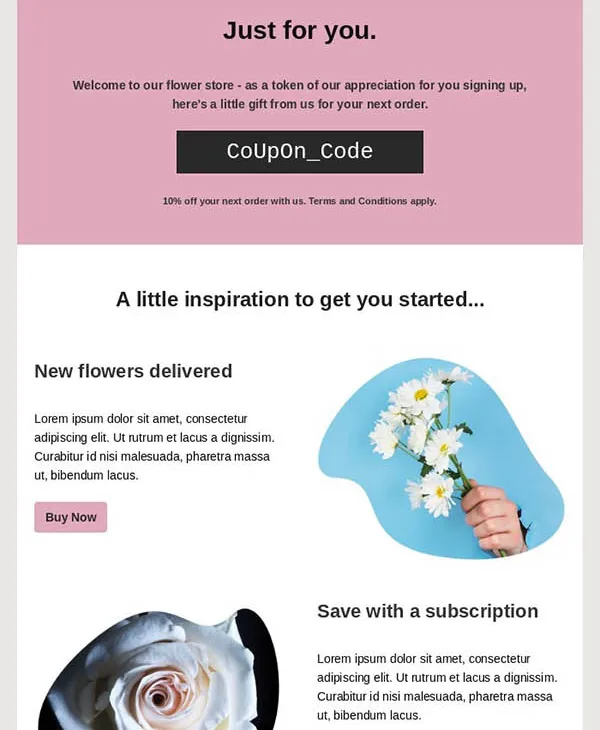 Just for you.
Welcome to our flower store - as a token of our appreciation for you signing up,
here's a little gift from us for your next order.
CoUpOn_Code
10% off your next order with us. Terms and Conditions apply.
A little inspiration to get you started...
New flowers delivered
Lorem ipsum dolor sit amet, consectetur
adipiscing elit. Ut rutrum et lacus a dignissim.
Curabitur id nisi malesuada, pharetra massa
ut, bibendum lacus.
Buy Now
Save with a subscription
Lorem ipsum dolor sit amet, consectetur
adipiscing elit. Ut rutrum et lacus a dignissim.
Curabitur id nisi malesuada, pharetra massa
ut, bibendum lacus.